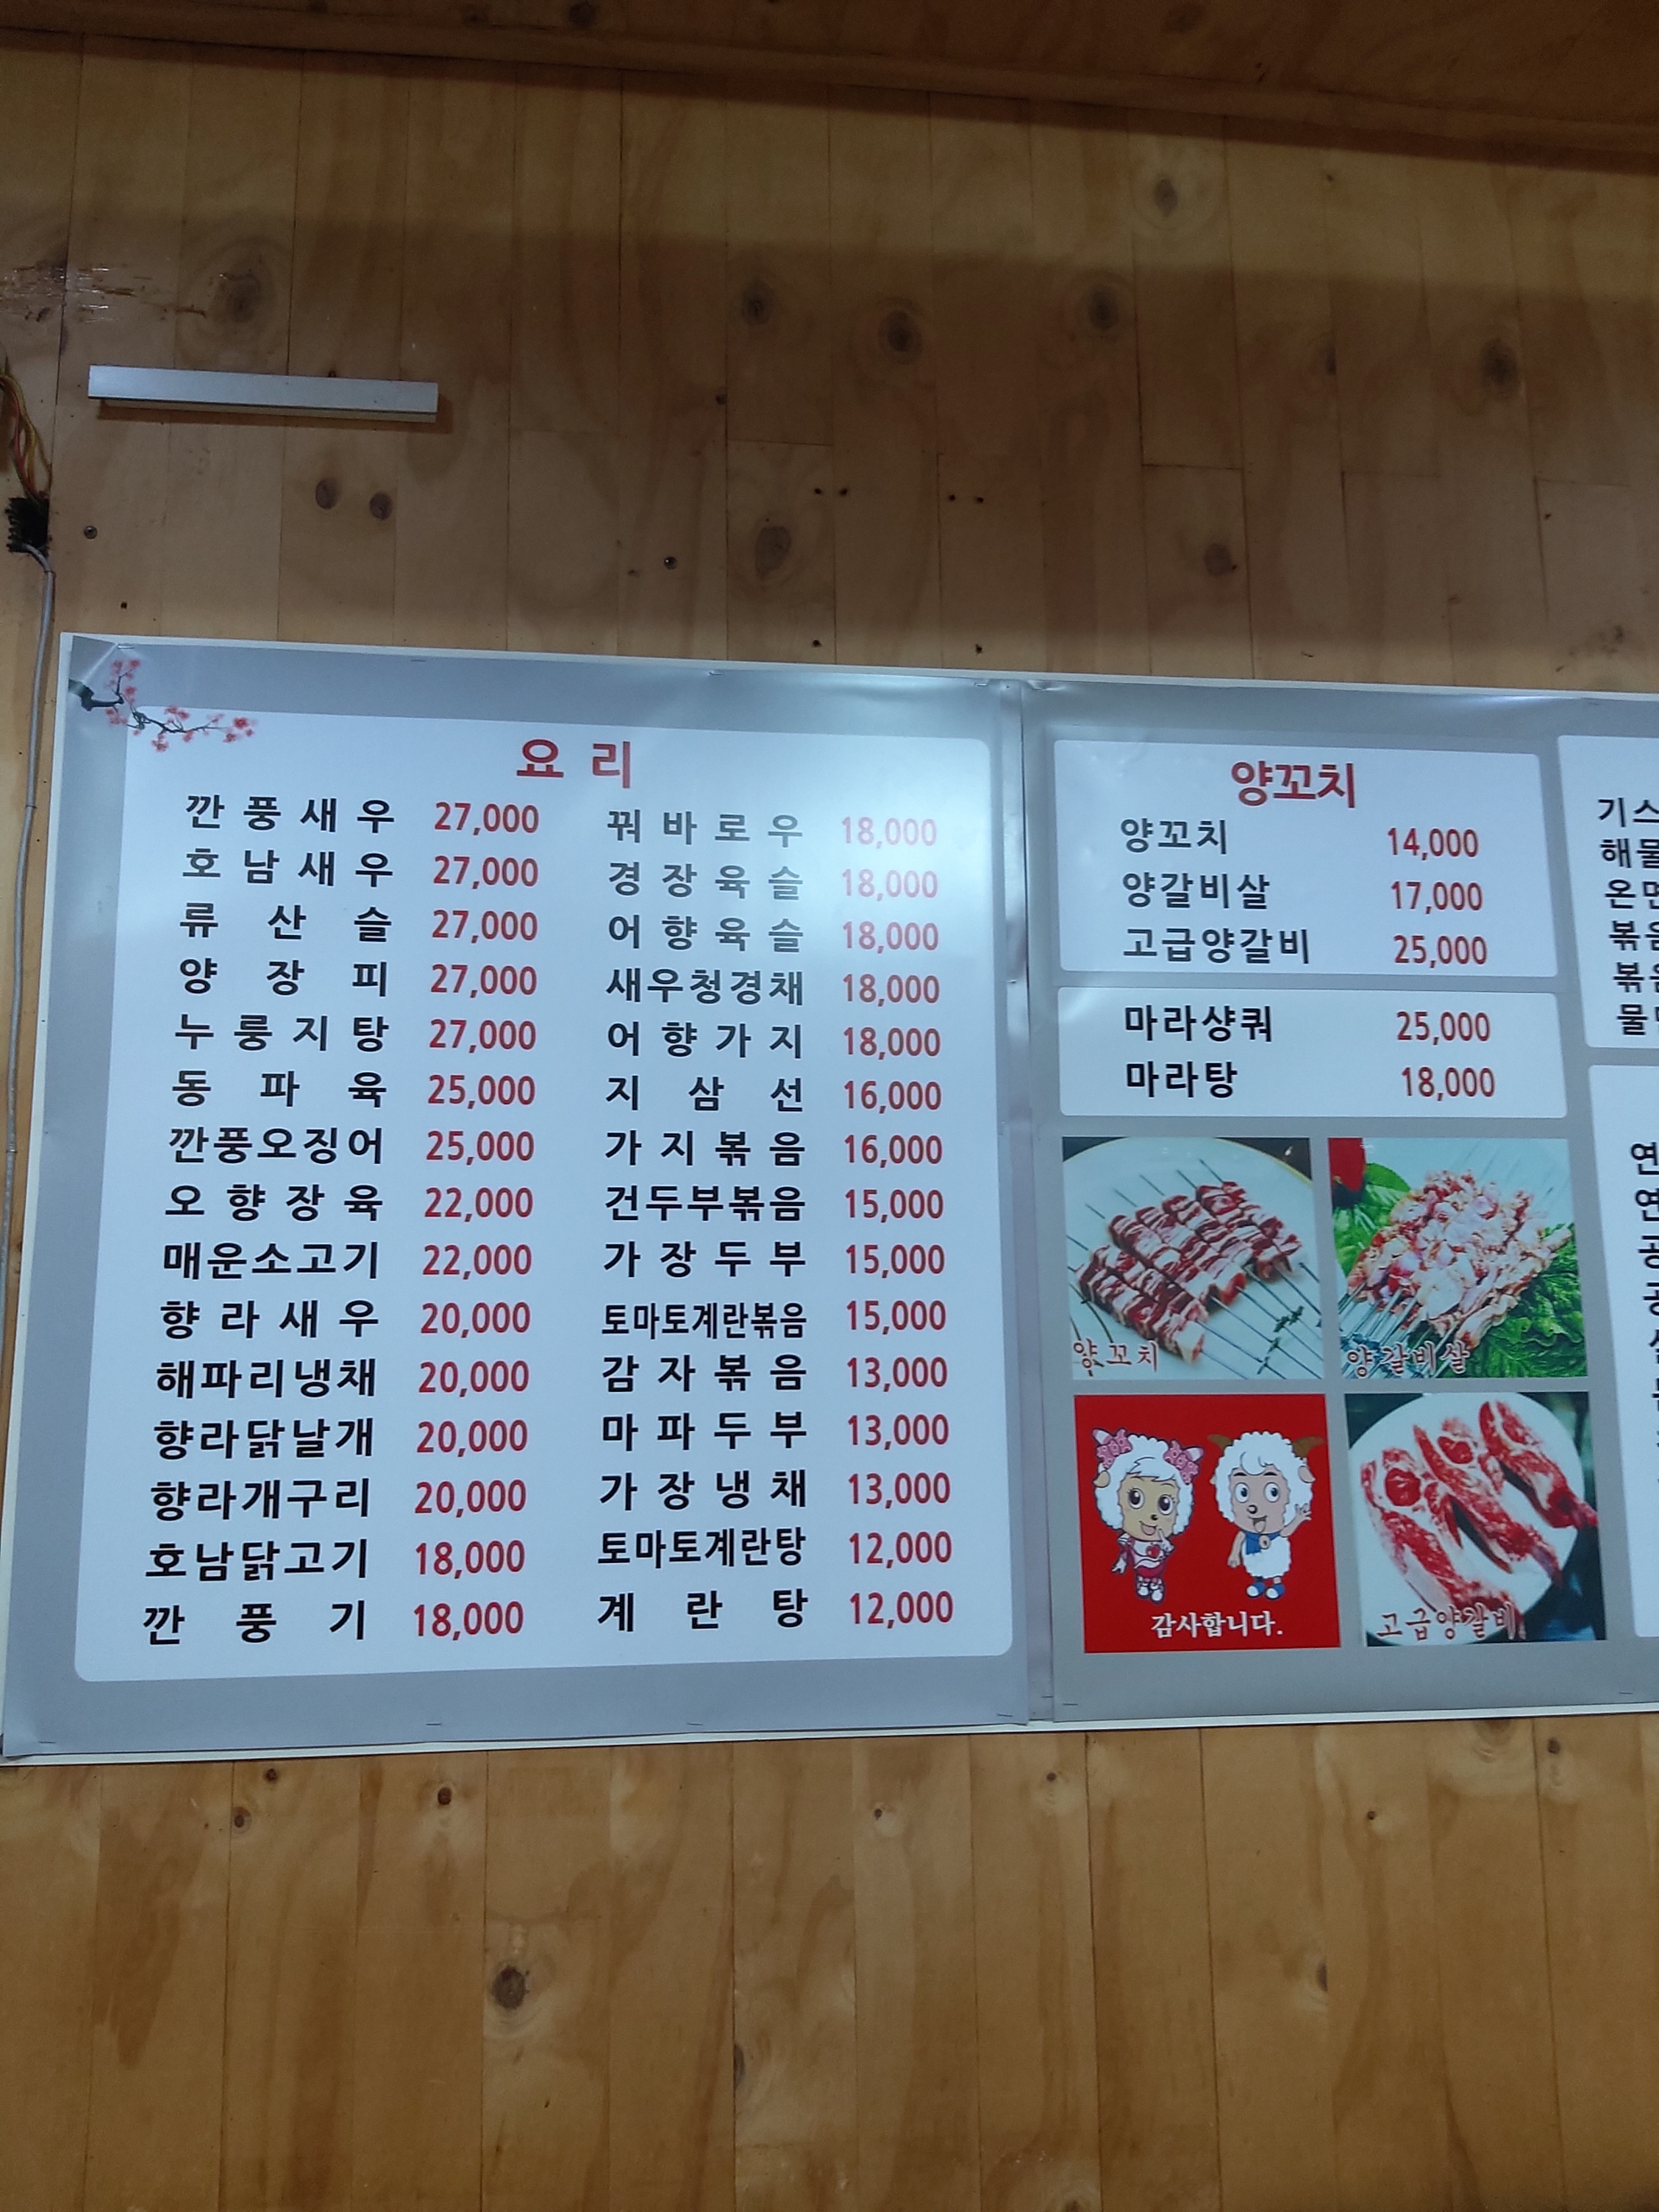 요리
깐풍새우 27,000
호남새우 27,000
류산슬 27,000
양장피 27,000
누룽지탕 27,000
동파육 25,000
깐풍오징어 25,000
오향장육 22,000
매운소고기 22,000
향라새우 20,000
해파리냉채 20,000
향라닭날개 20,000
향라개구리 20,000
호남닭고기 18,000
깐풍기 18,000
꿔바로우 18,000
경장육슬 18,000
어향육슬 18,000
새우청경채 18,000
어향가지 18,000
지삼선 16,000
가지볶음 16,000
건두부볶음 15,000
가장두부 15,000
토마토계란볶음 15,000
감자볶음 13,000
마파두부 13,000
가장냉채 13,000
토마토계란탕 12,000
계란탕 12,000
양꼬치
양꼬치 14,000
양갈비살 17,000
고급양갈비 25,000
마라샹궈 25,000
마라탕 18,000
양꼬치
양갈비살
감사합니다.
고급양갈비
기스
해물
온면
볶음
볶음